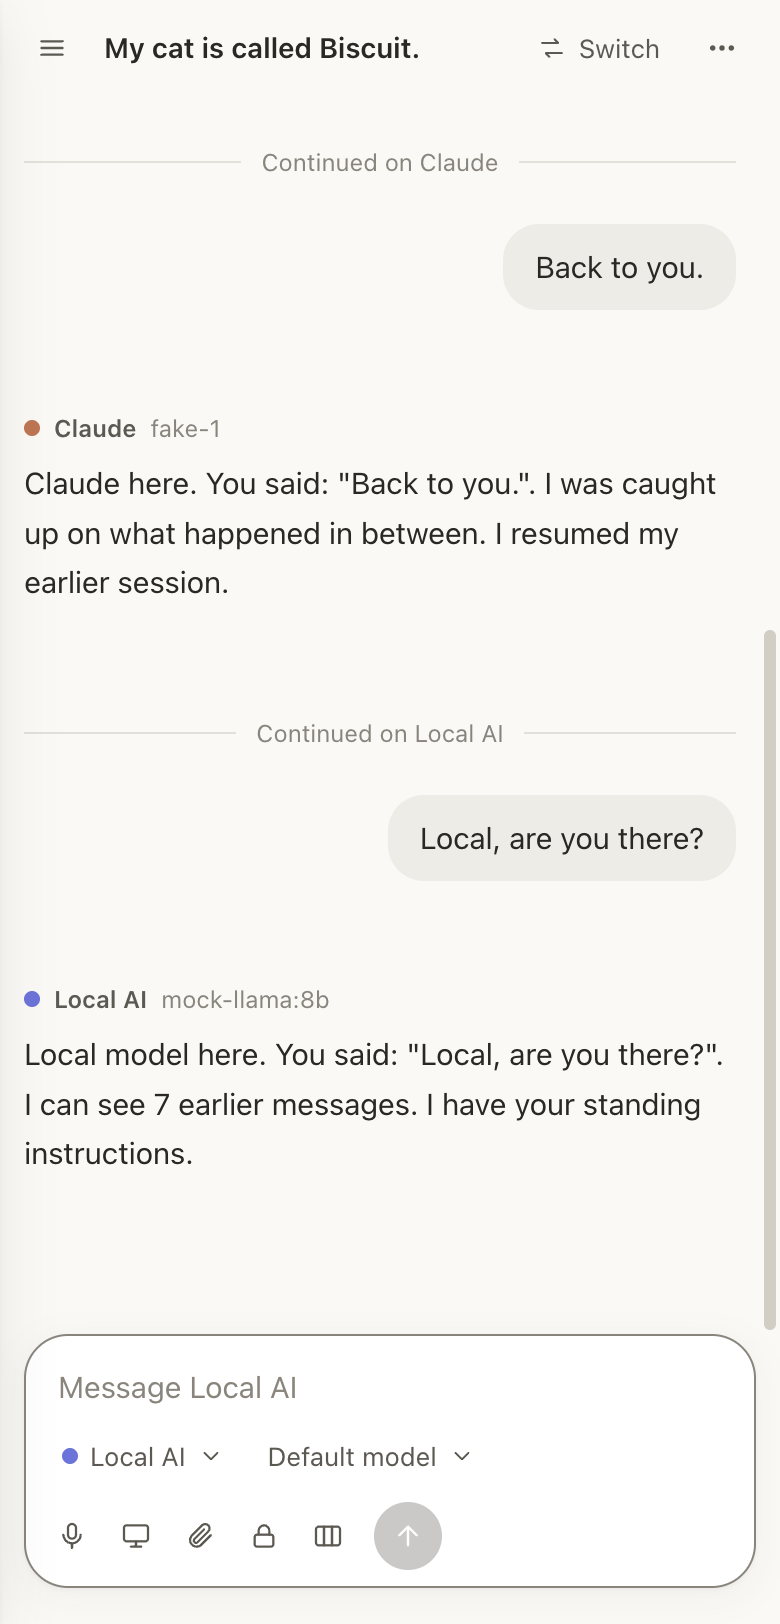 My cat is called Biscuit.
Switch
Continued on Claude
Back to you.
Claude fake-1
Claude here. You said: "Back to you.". I was caught
up on what happened in between. I resumed my
earlier session.
Continued on Local AI
Local, are you there?
Local AI mock-llama:8b
Local model here. You said: "Local, are you there?".
I can see 7 earlier messages. I have your standing
instructions.
Message Local AI
Local AI
Default model